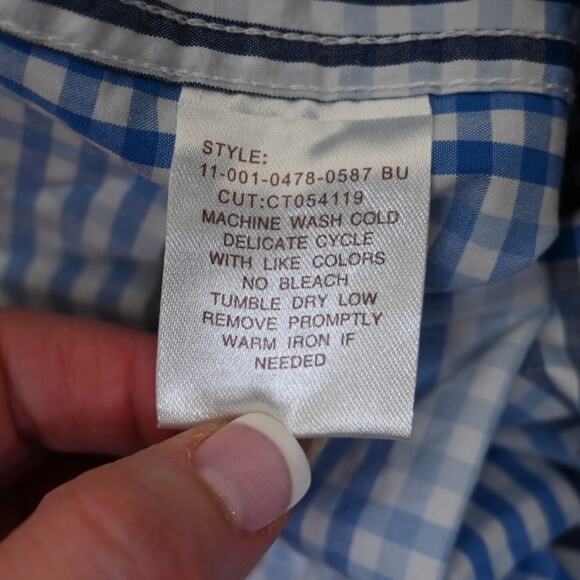 STYLE:
11-001-0478-0587 BU
CUT:CT054119
MACHINE WASH COLD
DELICATE CYCLE
WITH LIKE COLORS
NO BLEACH
TUMBLE DRY LOW
REMOVE PROMPTLY
WARM IRON IF
NEEDED